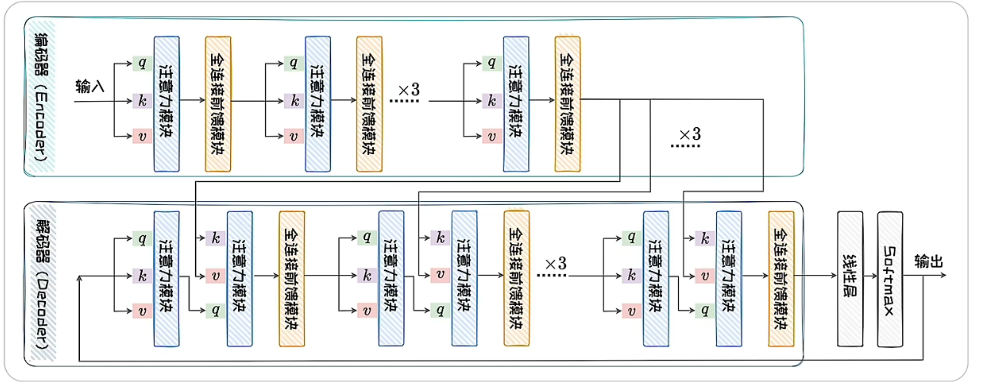 编码器（Encoder）
输入
q
k
v
注意力模块
全连接前馈模块
q
k
v
注意力模块
全连接前馈模块
×3
q
k
v
注意力模块
全连接前馈模块
×3
解码器（Decoder）
q
k
v
注意力模块
k
v
q
注意力模块
全连接前馈模块
q
k
v
注意力模块
k
v
q
注意力模块
全连接前馈模块
×3
q
k
v
注意力模块
k
v
q
注意力模块
全连接前馈模块
线性层
Softmax
输出